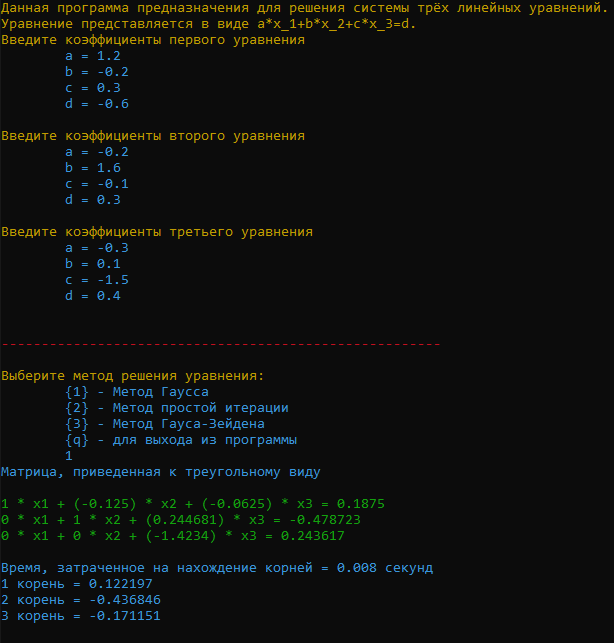 Данная программа предназначения для решения системы трёх линейных уравнений.
Уравнение представляется в виде a*x_1+b*x_2+c*x_3=d.
Введите коэффициенты первого уравнения
a = 1.2
b = -0.2
c = 0.3
d = -0.6
Введите коэффициенты второго уравнения
a = -0.2
b = 1.6
c = -0.1
d = 0.3
Введите коэффициенты третьего уравнения
a = -0.3
b = 0.1
c = -1.5
d = 0.4
-------------------------------------------------------
Выберите метод решения уравнения:
{1} - Метод Гаусса
{2} - Метод простой итерации
{3} - Метод Гауса-Зейдена
{q} - для выхода из программы
1
Матрица, приведенная к треугольному виду
1 * x1 + (-0.125) * x2 + (-0.0625) * x3 = 0.1875
0 * x1 + 1 * x2 + (0.244681) * x3 = -0.478723
0 * x1 + 0 * x2 + (-1.4234) * x3 = 0.243617
Время, затраченное на нахождение корней = 0.008 секунд
1 корень = 0.122197
2 корень = -0.436846
3 корень = -0.171151